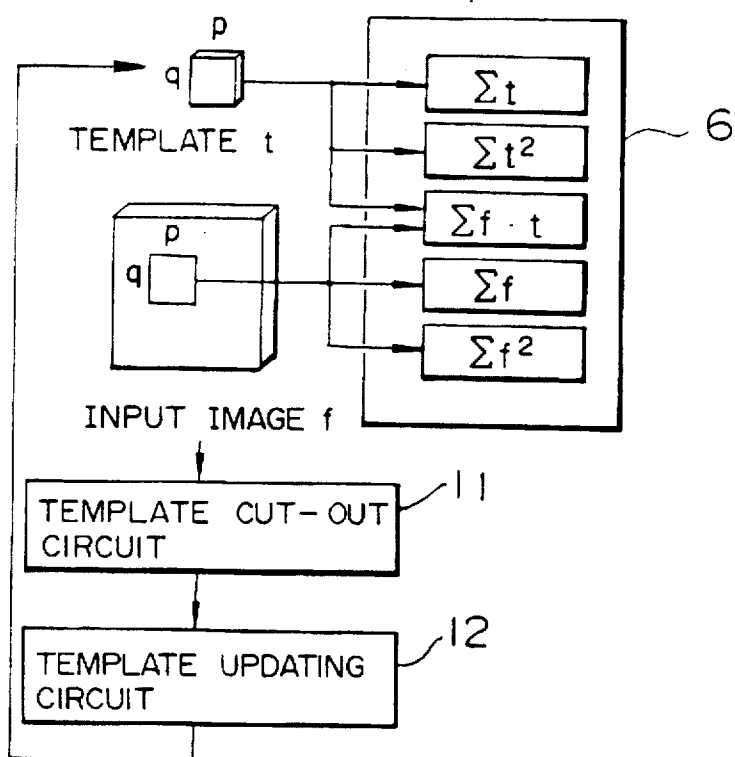 p
q
TEMPLATE t
Σt
Σt²
Σf · t
Σf
Σf²
6
p
q
INPUT IMAGE f
TEMPLATE CUT-OUT
CIRCUIT
11
TEMPLATE UPDATING
CIRCUIT
12